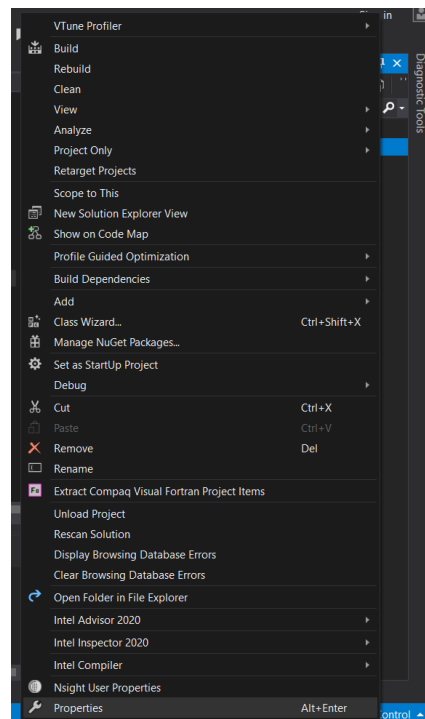 in
VTune Profiler
Build
Rebuild
Clean
View
Analyze
Project Only
Retarget Projects
Scope to This
New Solution Explorer View
Show on Code Map
Profile Guided Optimization
Build Dependencies
Add
Class Wizard... Ctrl+Shift+X
Manage NuGet Packages...
Set as StartUp Project
Debug
Cut Ctrl+X
Paste Ctrl+V
Remove Del
Rename
Extract Compaq Visual Fortran Project Items
Unload Project
Rescan Solution
Display Browsing Database Errors
Clear Browsing Database Errors
Open Folder in File Explorer
Intel Advisor 2020
Intel Inspector 2020
Intel Compiler
Nsight User Properties
Properties Alt+Enter
Diagnostic Tools
ontrol